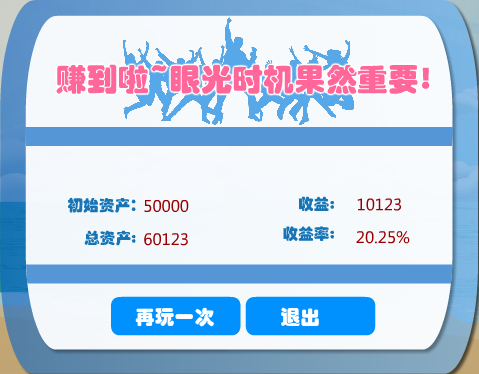 赚到啦~眼光时机果然重要!
初始资产: 50000 收益: 10123
总资产: 60123 收益率: 20.25%
再玩一次 退出